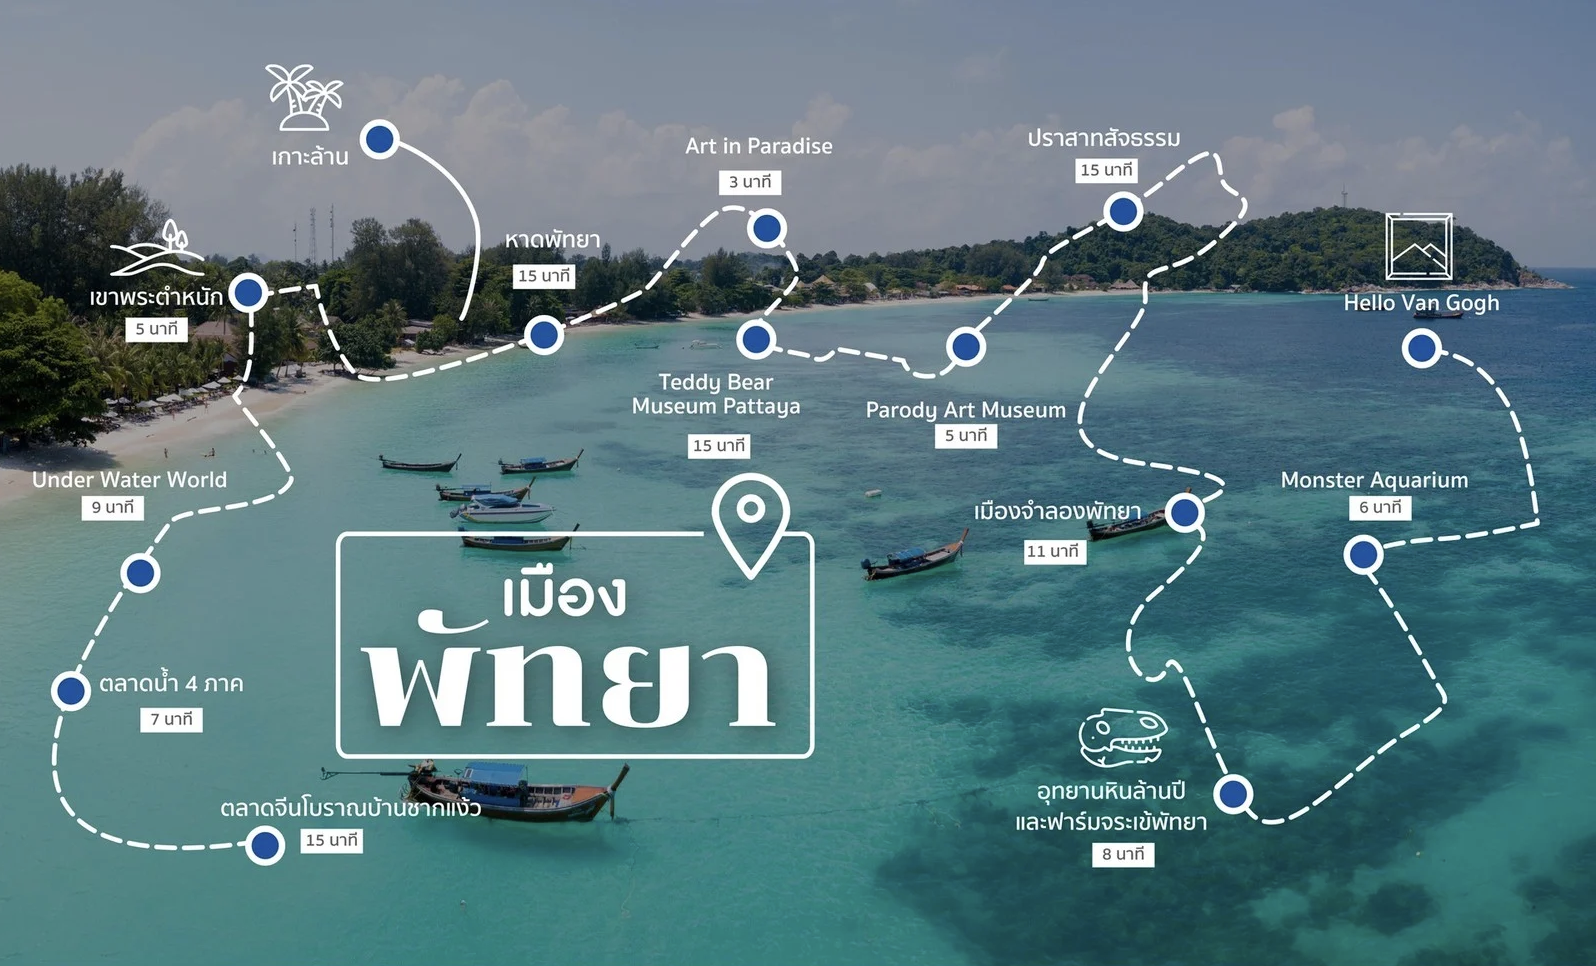 เกาะล้าน
เขาพระตำหนัก
5 นาที
หาดพัทยา
15 นาที
Art in Paradise
3 นาที
Teddy Bear
Museum Pattaya
15 นาที
Parody Art Museum
5 นาที
ปราสาทสัจธรรม
15 นาที
Hello Van Gogh
Under Water World
9 นาที
ตลาดน้ำ 4 ภาค
7 นาที
ตลาดจีนโบราณบ้านชากแง้ว
15 นาที
เมือง
พัทยา
เมืองจำลองพัทยา
11 นาที
Monster Aquarium
6 นาที
อุทยานหินล้านปี
และฟาร์มจระเข้พัทยา
8 นาที